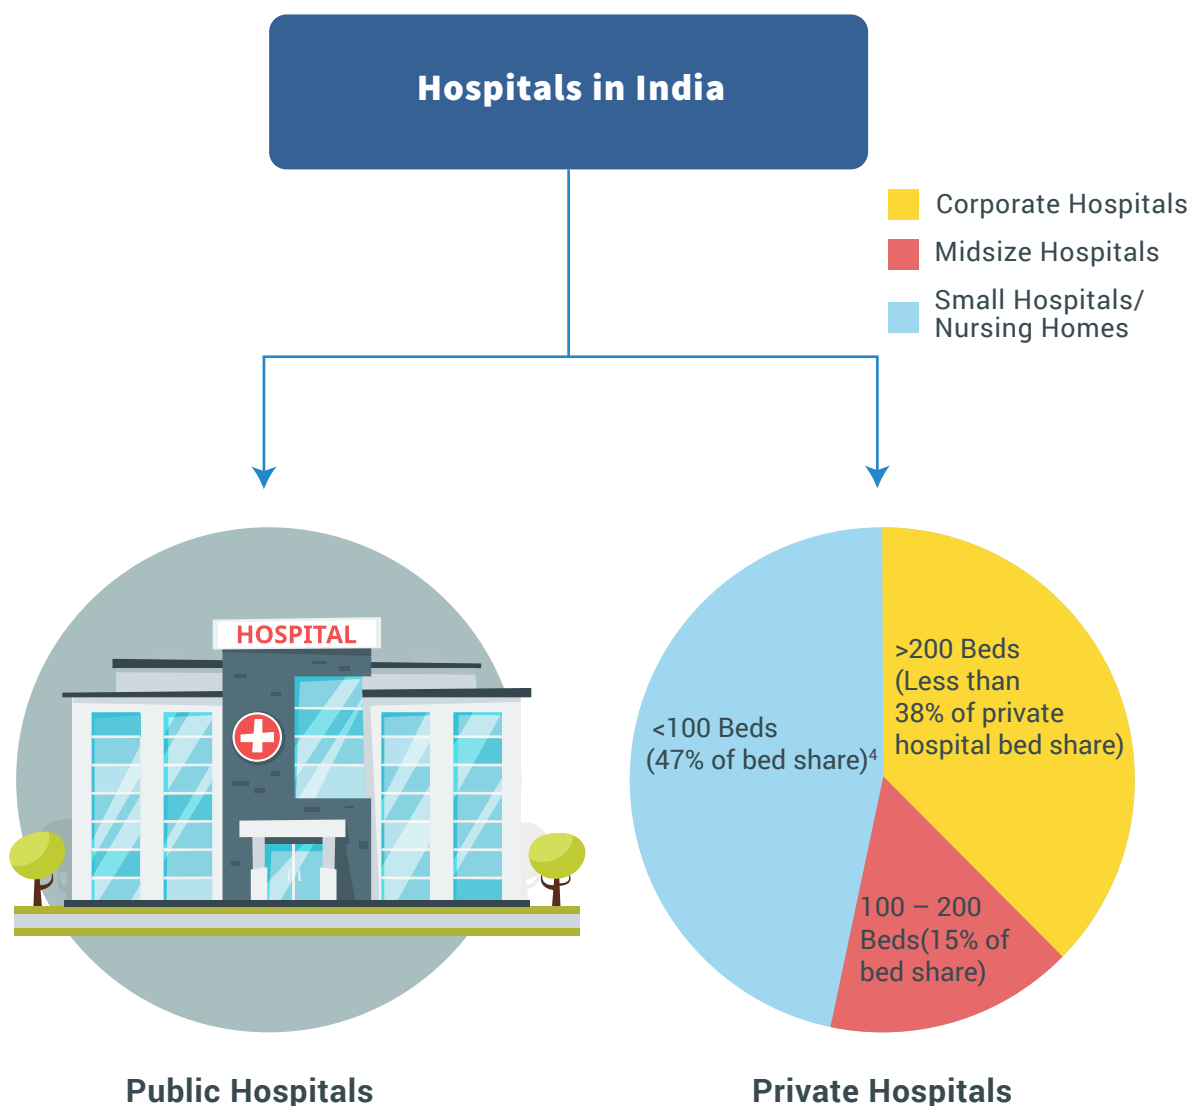 Hospitals in India
Corporate Hospitals
Midsize Hospitals
Small Hospitals/
Nursing Homes
HOSPITAL
>200 Beds
(Less than
38% of private
hospital bed share)
<100 Beds
(47% of bed share)⁴
100 – 200
Beds(15% of
bed share)
Public Hospitals
Private Hospitals